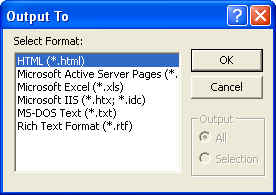 Output To
Select Format:
HTML (*.html)
Microsoft Active Server Pages (*.
Microsoft Excel (*.xls)
Microsoft IIS (*.htx; *.idc)
MS-DOS Text (*.txt)
Rich Text Format (*.rtf)
OK
Cancel
Output
All
Selection